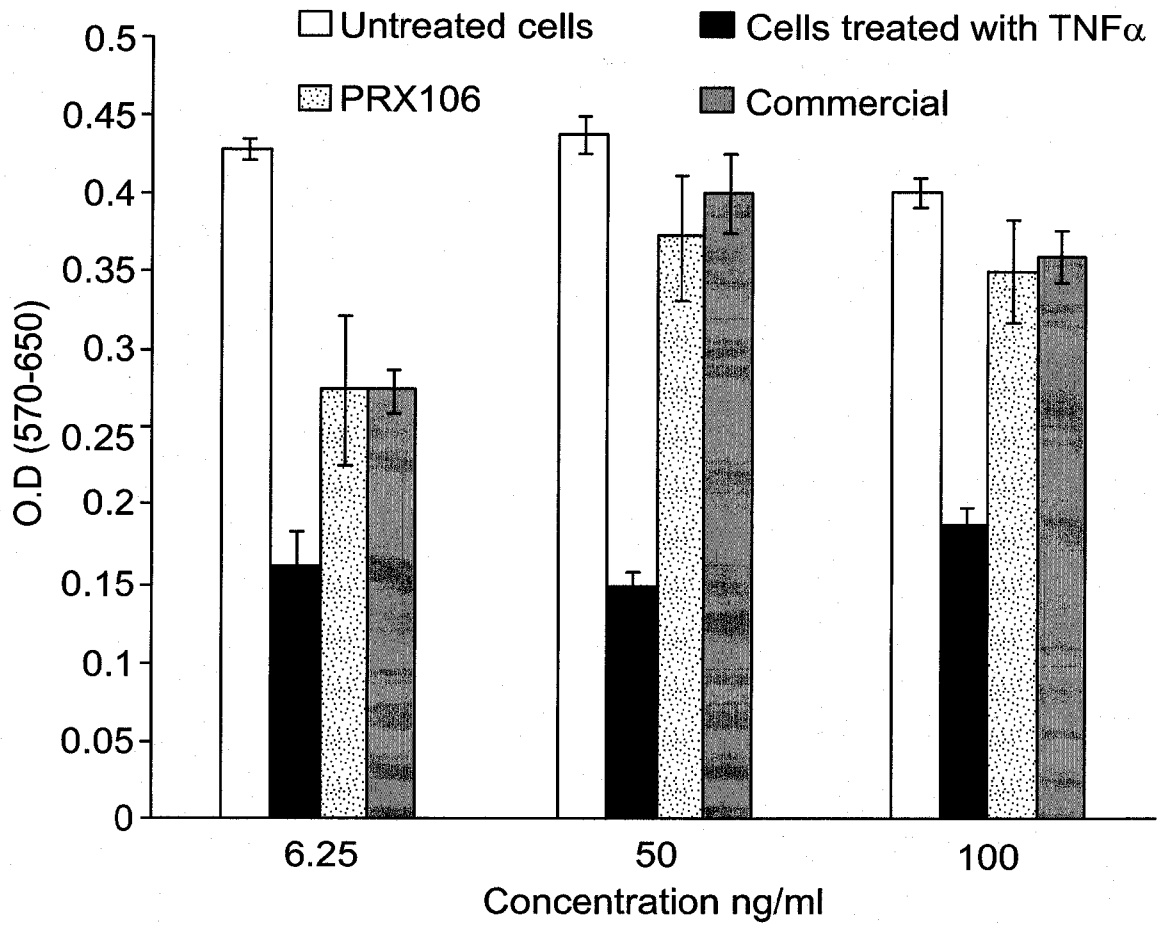 Untreated cells
Cells treated with TNFα
PRX106
Commercial
0.5
0.45
0.4
0.35
0.3
0.25
0.2
0.15
0.1
0.05
0
O.D (570-650)
6.25 50 100
Concentration ng/ml